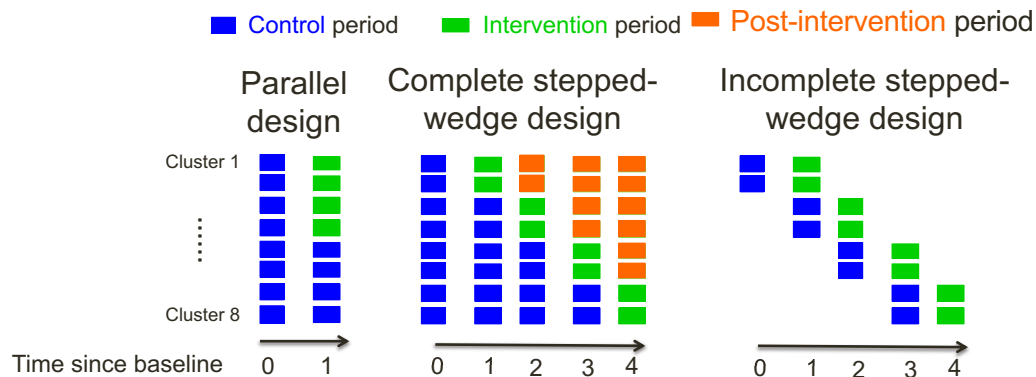 Control period Intervention period Post-intervention period
Parallel design
Complete stepped-wedge design
Incomplete stepped-wedge design
Cluster 1
Cluster 8
Time since baseline
0 1
0 1 2 3 4
0 1 2 3 4